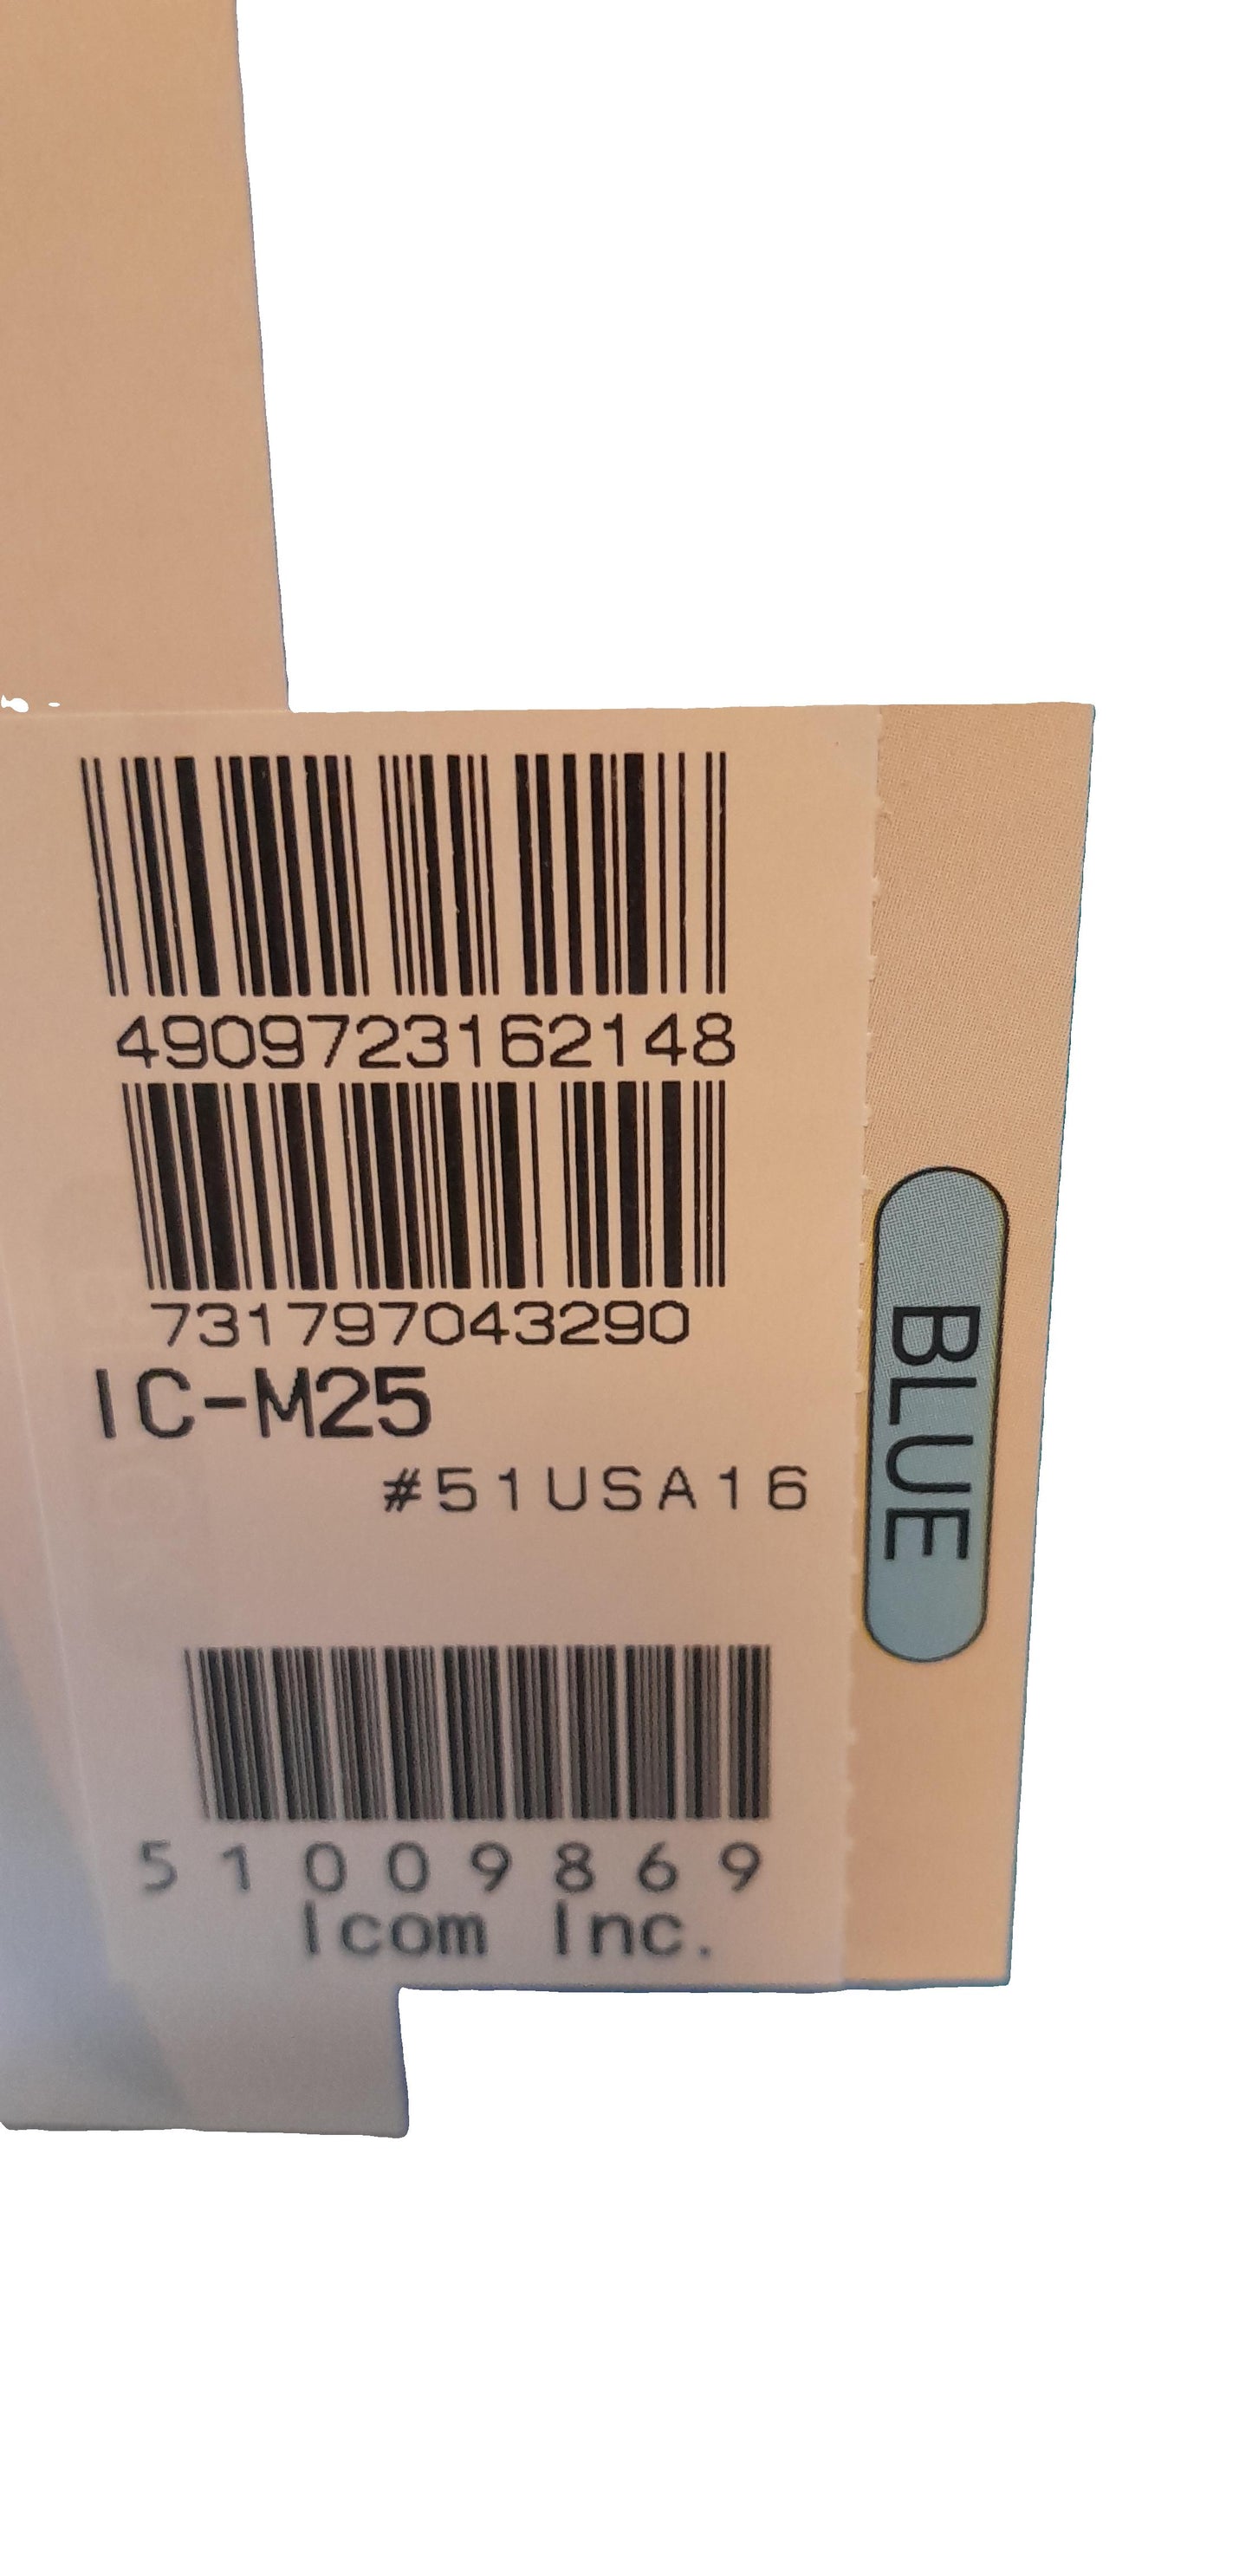 4909723162148
731797043290
IC-M25
#51USA16
BLUE
51009869
Icom Inc.